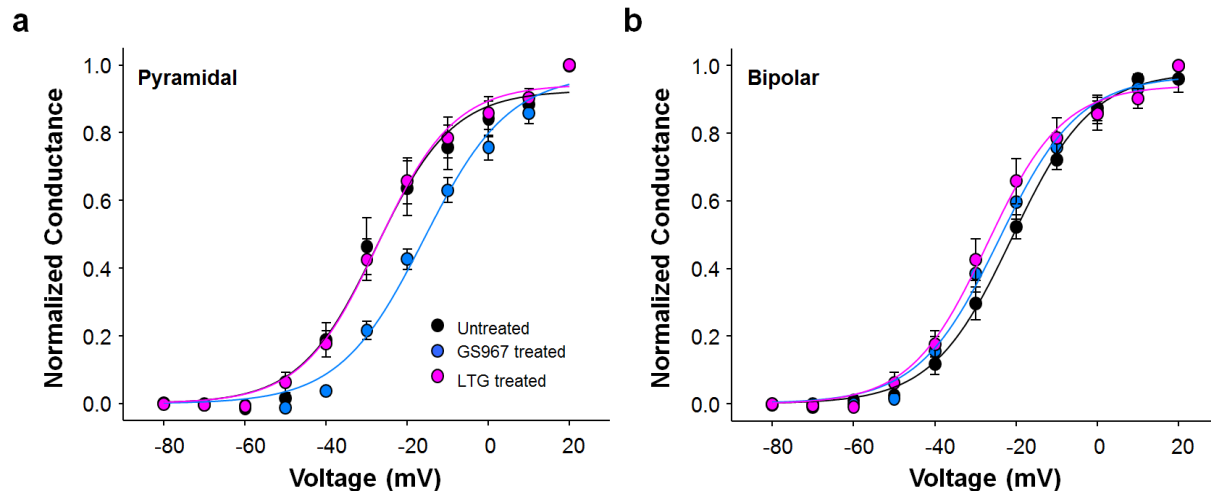 a
Pyramidal
Normalized Conductance
1.0
0.8
0.6
0.4
0.2
0.0
Untreated
GS967 treated
LTG treated
-80 -60 -40 -20 0 20
Voltage (mV)
b
Bipolar
Normalized Conductance
1.0
0.8
0.6
0.4
0.2
0.0
-80 -60 -40 -20 0 20
Voltage (mV)